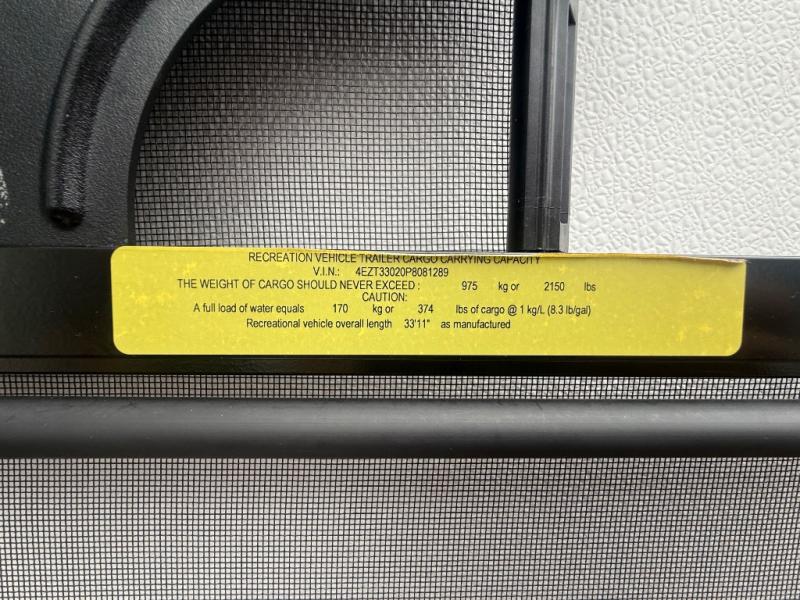 RECREATION VEHICLE TRAILER CARGO CARRYING CAPACITY
V.I.N.: 4EZT33020P8081289
THE WEIGHT OF CARGO SHOULD NEVER EXCEED : 975 kg or 2150 lbs
CAUTION:
A full load of water equals 170 kg or 374 lbs of cargo @ 1 kg/L (8.3 lb/gal)
Recreational vehicle overall length 33'11" as manufactured